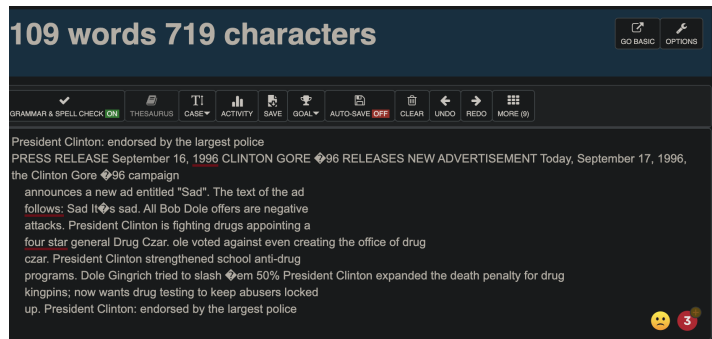 109 words 719 characters
GO BASIC
OPTIONS
GRAMMAR & SPELL CHECK ON
THESAURUS
CASE
ACTIVITY
SAVE
GOAL
AUTO-SAVE OFF
CLEAR
UNDO
REDO
MORE (9)
President Clinton: endorsed by the largest police
PRESS RELEASE September 16, 1996 CLINTON GORE �96 RELEASES NEW ADVERTISEMENT Today, September 17, 1996,
the Clinton Gore �96 campaign
announces a new ad entitled "Sad". The text of the ad
follows: Sad It�s sad. All Bob Dole offers are negative
attacks. President Clinton is fighting drugs appointing a
four star general Drug Czar. ole voted against even creating the office of drug
czar. President Clinton strengthened school anti-drug
programs. Dole Gingrich tried to slash �em 50% President Clinton expanded the death penalty for drug
kingpins; now wants drug testing to keep abusers locked
up. President Clinton: endorsed by the largest police
3